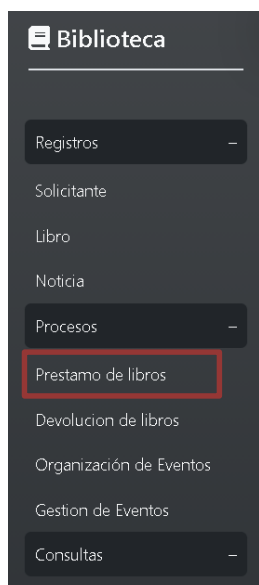 Biblioteca
Registros –
Solicitante
Libro
Noticia
Procesos –
Prestamo de libros
Devolucion de libros
Organización de Eventos
Gestion de Eventos
Consultas –